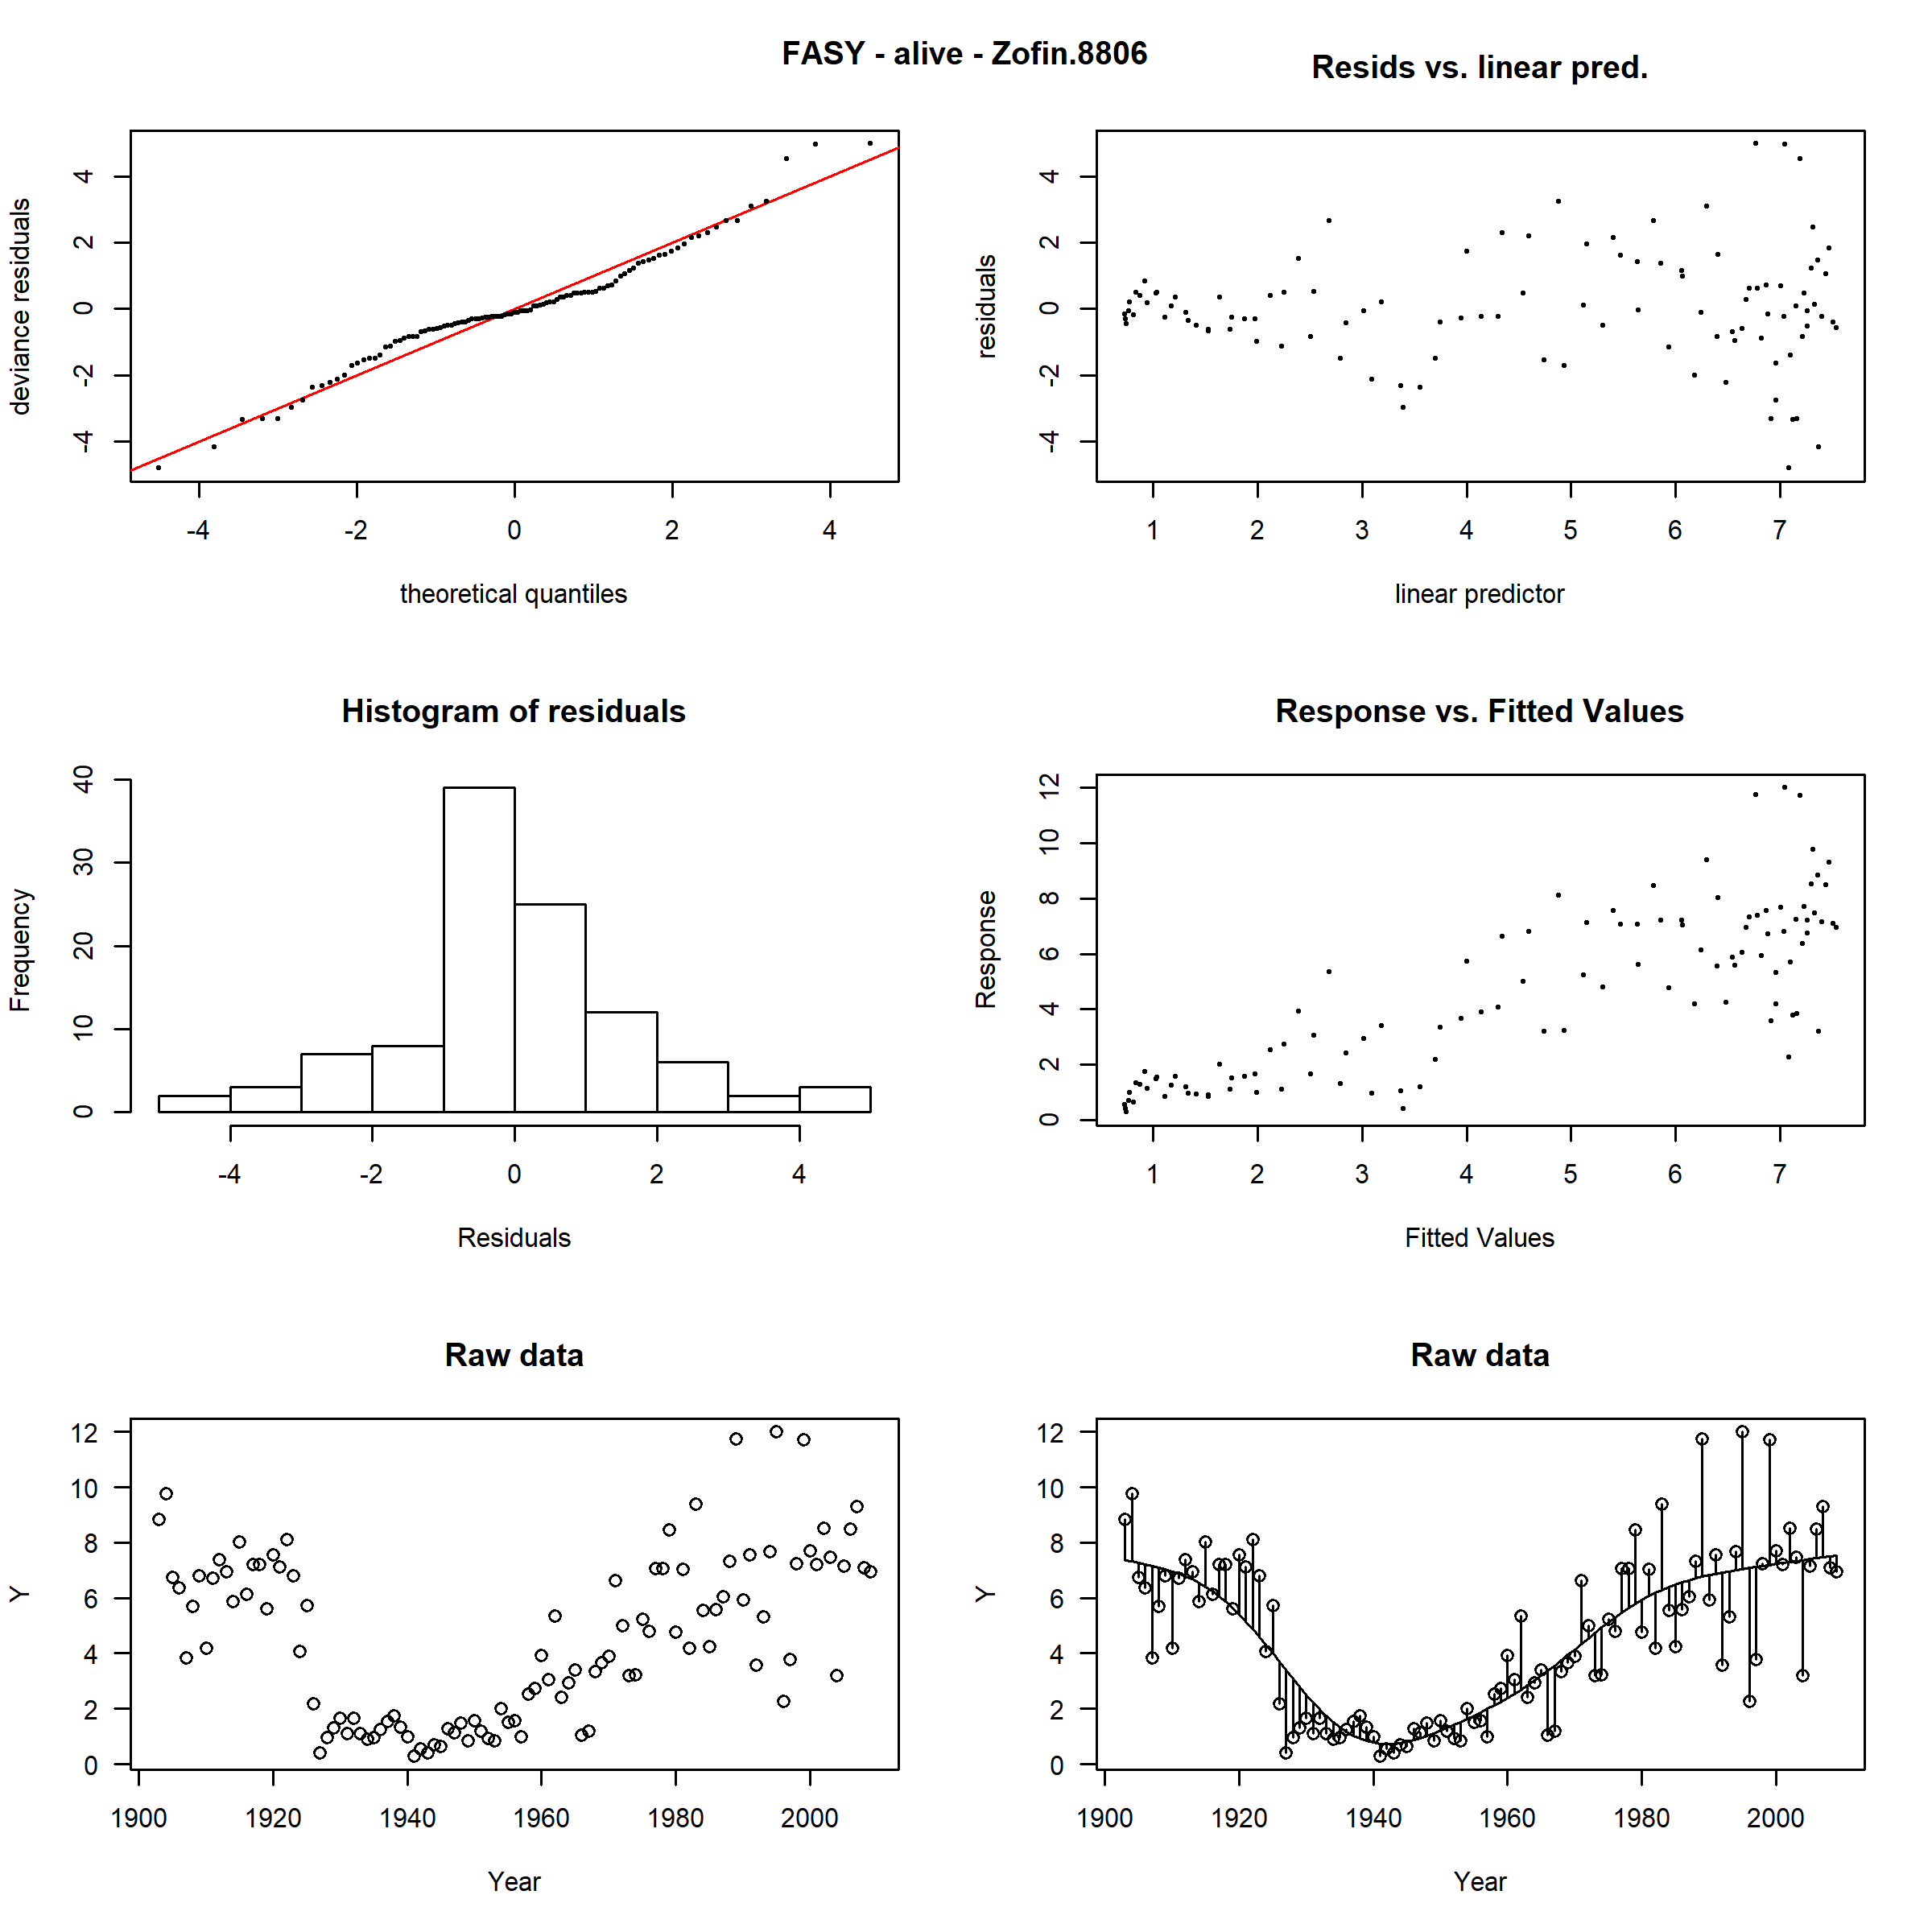 FASY - alive - Zofin.8806
Resids vs. linear pred.
deviance residuals
4
2
0
-2
-4
-4 -2 0 2 4
theoretical quantiles
residuals
4
2
0
-2
-4
1 2 3 4 5 6 7
linear predictor
Histogram of residuals
Frequency
40
30
20
10
0
-4 -2 0 2 4
Residuals
Response vs. Fitted Values
Response
12
10
8
6
4
2
0
1 2 3 4 5 6 7
Fitted Values
Raw data
Y
12
10
8
6
4
2
0
1900 1920 1940 1960 1980 2000
Year
Raw data
Y
12
10
8
6
4
2
0
1900 1920 1940 1960 1980 2000
Year